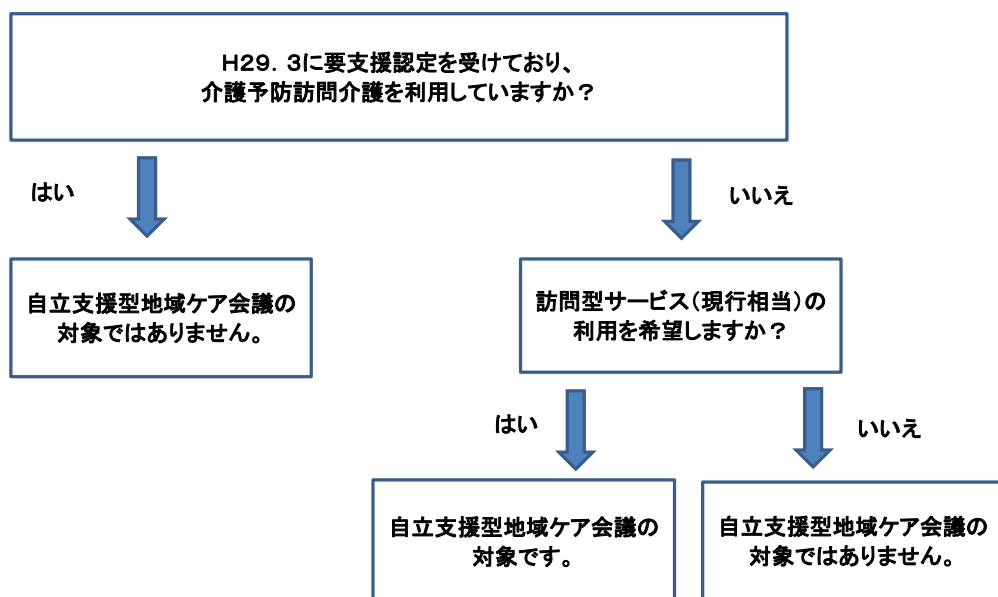 H29．3に要支援認定を受けており、
介護予防訪問介護を利用していますか？
はい
いいえ
自立支援型地域ケア会議の
対象ではありません。
訪問型サービス（現行相当）の
利用を希望しますか？
はい
いいえ
自立支援型地域ケア会議の
対象です。
自立支援型地域ケア会議の
対象ではありません。